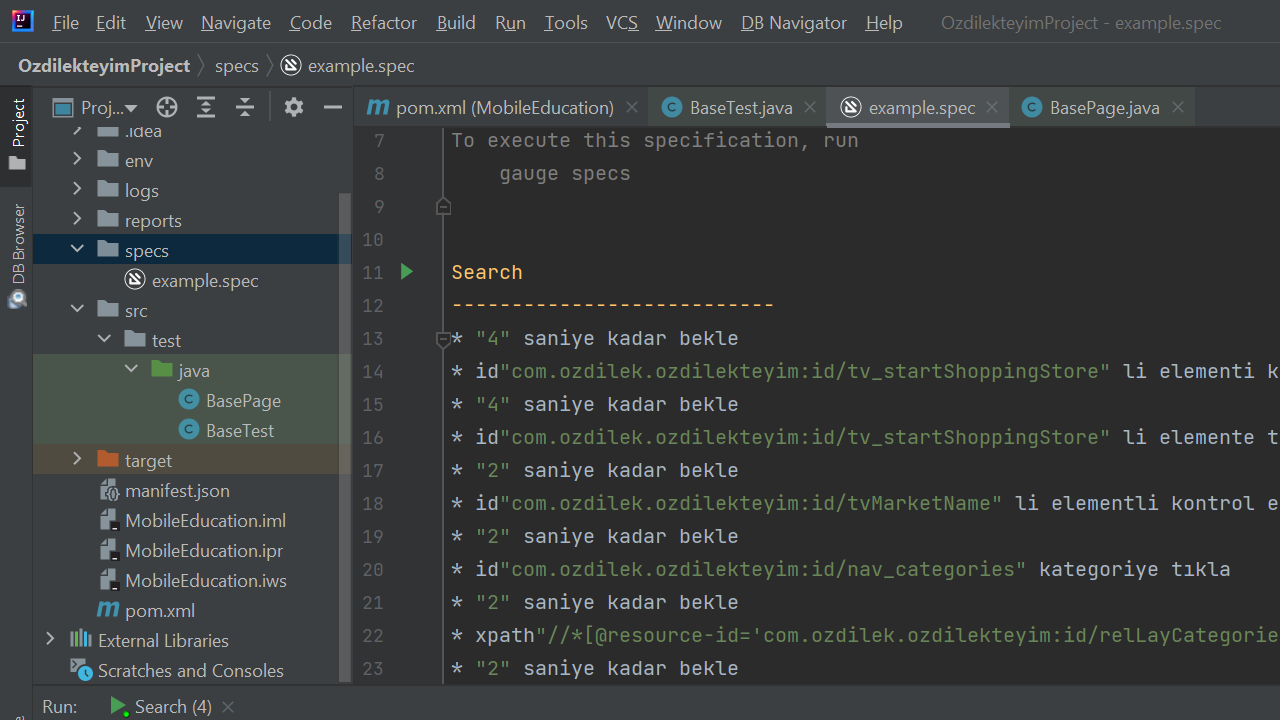 File Edit View Navigate Code Refactor Build Run Tools VCS Window DB Navigator Help OzdilekteyimProject - example.spec
OzdilekteyimProject specs example.spec
Project
DB Browser
Proj...
.idea
env
logs
reports
specs
example.spec
src
test
java
BasePage
BaseTest
target
manifest.json
MobileEducation.iml
MobileEducation.ipr
MobileEducation.iws
pom.xml
External Libraries
Scratches and Consoles
pom.xml (MobileEducation) BaseTest.java example.spec BasePage.java
7 To execute this specification, run
8 gauge specs
9
10
11 Search
12 ---------------------------
13 * "4" saniye kadar bekle
14 * id"com.ozdilek.ozdilekteyim:id/tv_startShoppingStore" li elementi k
15 * "4" saniye kadar bekle
16 * id"com.ozdilek.ozdilekteyim:id/tv_startShoppingStore" li elemente t
17 * "2" saniye kadar bekle
18 * id"com.ozdilek.ozdilekteyim:id/tvMarketName" li elementli kontrol e
19 * "2" saniye kadar bekle
20 * id"com.ozdilek.ozdilekteyim:id/nav_categories" kategoriye tıkla
21 * "2" saniye kadar bekle
22 * xpath"//*[@resource-id='com.ozdilek.ozdilekteyim:id/relLayCategorie
23 * "2" saniye kadar bekle
Run: Search (4)